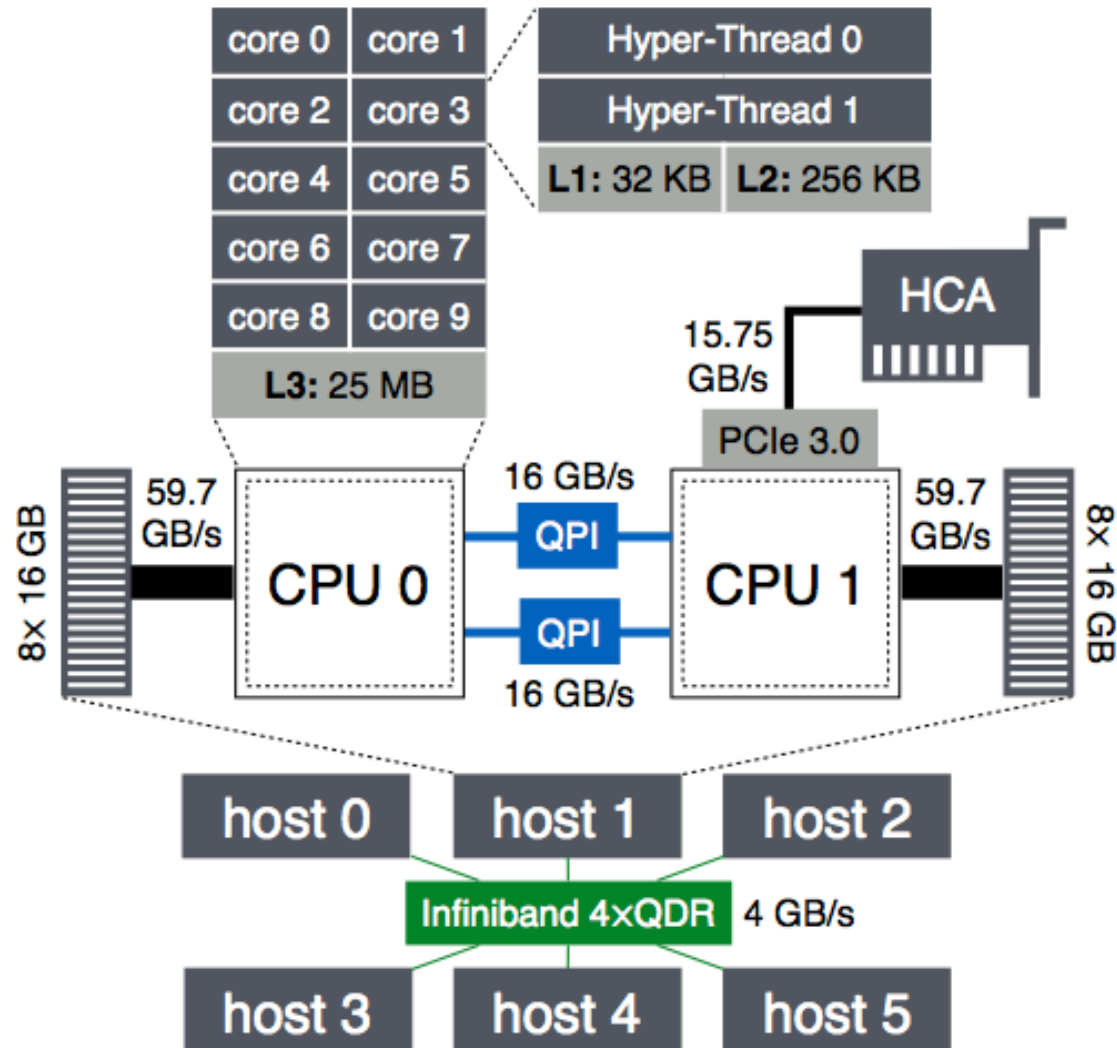 core 0
core 1
core 2
core 3
core 4
core 5
core 6
core 7
core 8
core 9
L3: 25 MB
Hyper-Thread 0
Hyper-Thread 1
L1: 32 KB
L2: 256 KB
HCA
15.75
GB/s
PCIe 3.0
8× 16 GB
59.7
GB/s
CPU 0
16 GB/s
QPI
QPI
16 GB/s
CPU 1
59.7
GB/s
8× 16 GB
host 0
host 1
host 2
Infiniband 4×QDR
4 GB/s
host 3
host 4
host 5